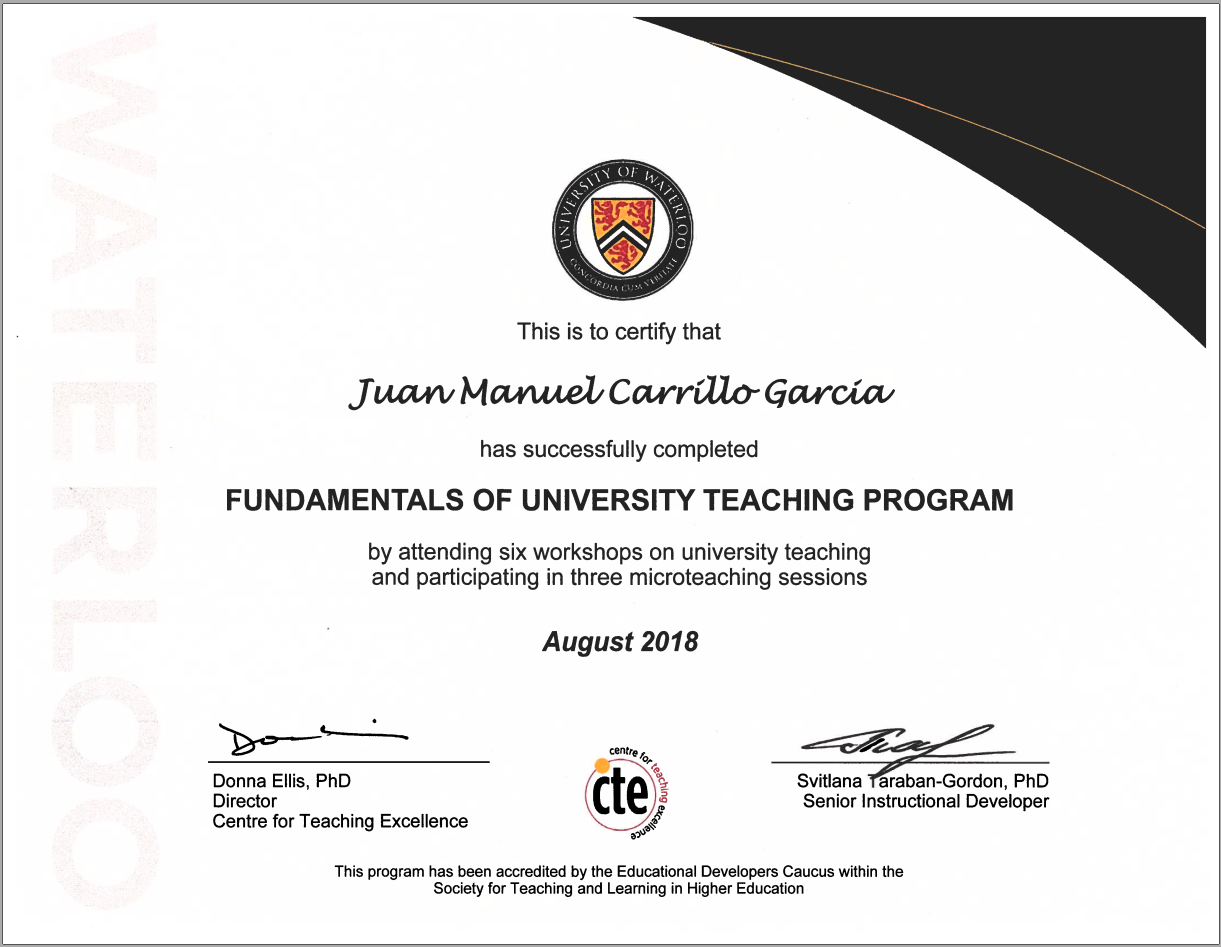 WATERLOO
UNIVERSITY OF WATERLOO
CONCORDIA CUM VERITATE
This is to certify that
Juan Manuel Carrillo Garcia
has successfully completed
FUNDAMENTALS OF UNIVERSITY TEACHING PROGRAM
by attending six workshops on university teaching
and participating in three microteaching sessions
August 2018
Donna Ellis, PhD
Director
Centre for Teaching Excellence
centre for teaching excellence
cte
Svitlana Taraban-Gordon, PhD
Senior Instructional Developer
This program has been accredited by the Educational Developers Caucus within the
Society for Teaching and Learning in Higher Education